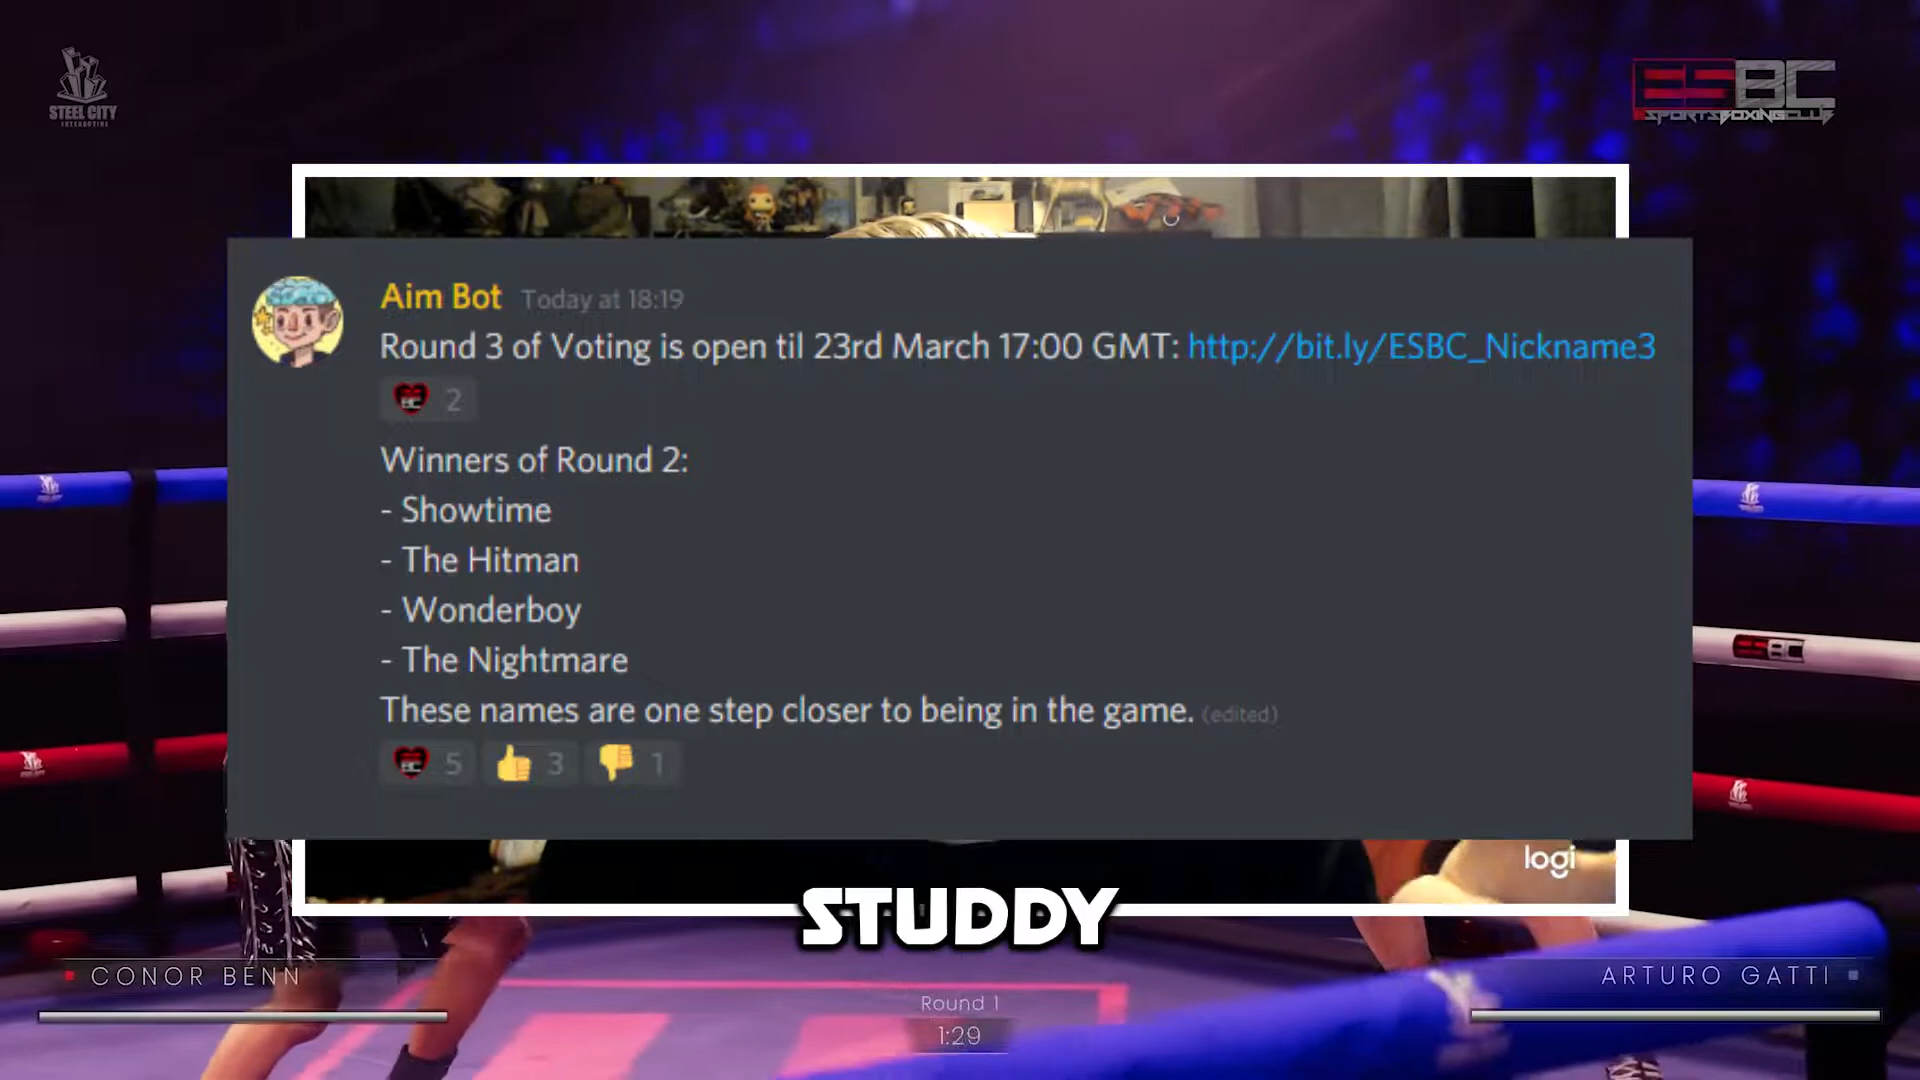 STEEL CITY
INTERACTIVE
ESBC
ESPORTSBOXINGCLUB
Aim Bot Today at 18:19
Round 3 of Voting is open til 23rd March 17:00 GMT: http://bit.ly/ESBC_Nickname3
2
Winners of Round 2:
- Showtime
- The Hitman
- Wonderboy
- The Nightmare
These names are one step closer to being in the game. (edited)
5 3 1
ESBC
logi
STUDDY
CONOR BENN
ARTURO GATTI
Round 1
1:29